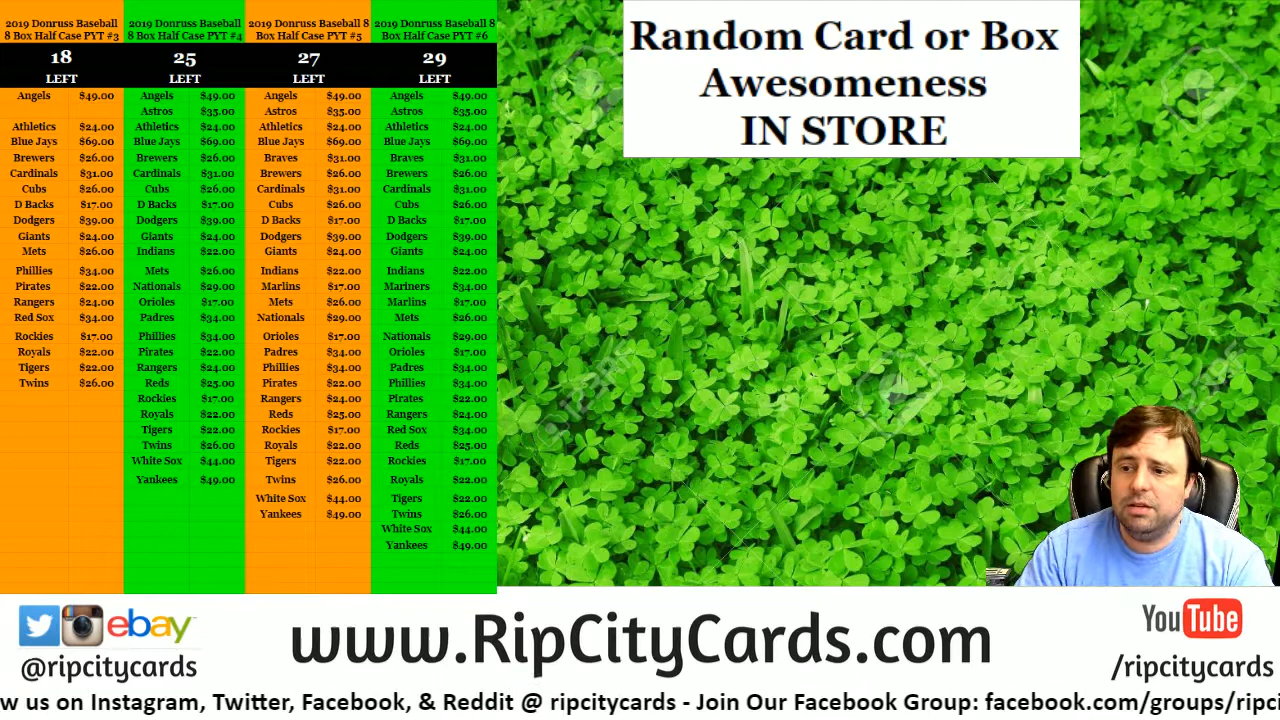 2019 Donruss Baseball
8 Box Half Case PYT #3
18
LEFT
Angels $49.00
Athletics $24.00
Blue Jays $69.00
Brewers $26.00
Cardinals $31.00
Cubs $26.00
D Backs $17.00
Dodgers $39.00
Giants $24.00
Mets $26.00
Phillies $34.00
Pirates $22.00
Rangers $24.00
Red Sox $34.00
Rockies $17.00
Royals $22.00
Tigers $22.00
Twins $26.00
2019 Donruss Baseball
8 Box Half Case PYT #4
25
LEFT
Angels $49.00
Astros $35.00
Athletics $24.00
Blue Jays $69.00
Brewers $26.00
Cardinals $31.00
Cubs $26.00
D Backs $17.00
Dodgers $39.00
Giants $24.00
Indians $22.00
Mets $26.00
Nationals $29.00
Orioles $17.00
Padres $34.00
Phillies $34.00
Pirates $22.00
Rangers $24.00
Reds $25.00
Rockies $17.00
Royals $22.00
Tigers $22.00
Twins $26.00
White Sox $44.00
Yankees $49.00
2019 Donruss Baseball 8
Box Half Case PYT #5
27
LEFT
Angels $49.00
Astros $35.00
Athletics $24.00
Blue Jays $69.00
Braves $31.00
Brewers $26.00
Cardinals $31.00
Cubs $26.00
D Backs $17.00
Dodgers $39.00
Giants $24.00
Indians $22.00
Marlins $17.00
Mets $26.00
Nationals $29.00
Orioles $17.00
Padres $34.00
Phillies $34.00
Pirates $22.00
Rangers $24.00
Reds $25.00
Rockies $17.00
Royals $22.00
Tigers $22.00
Twins $26.00
White Sox $44.00
Yankees $49.00
2019 Donruss Baseball 8
Box Half Case PYT #6
29
LEFT
Angels $49.00
Astros $35.00
Athletics $24.00
Blue Jays $69.00
Braves $31.00
Brewers $26.00
Cardinals $31.00
Cubs $26.00
D Backs $17.00
Dodgers $39.00
Giants $24.00
Indians $22.00
Mariners $34.00
Marlins $17.00
Mets $26.00
Nationals $29.00
Orioles $17.00
Padres $34.00
Phillies $34.00
Pirates $22.00
Rangers $24.00
Red Sox $34.00
Reds $25.00
Rockies $17.00
Royals $22.00
Tigers $22.00
Twins $26.00
White Sox $44.00
Yankees $49.00
Random Card or Box
Awesomeness
IN STORE
ebay
@ripcitycards
www.RipCityCards.com
YouTube
/ripcitycards
w us on Instagram, Twitter, Facebook, & Reddit @ ripcitycards - Join Our Facebook Group: facebook.com/groups/ripci